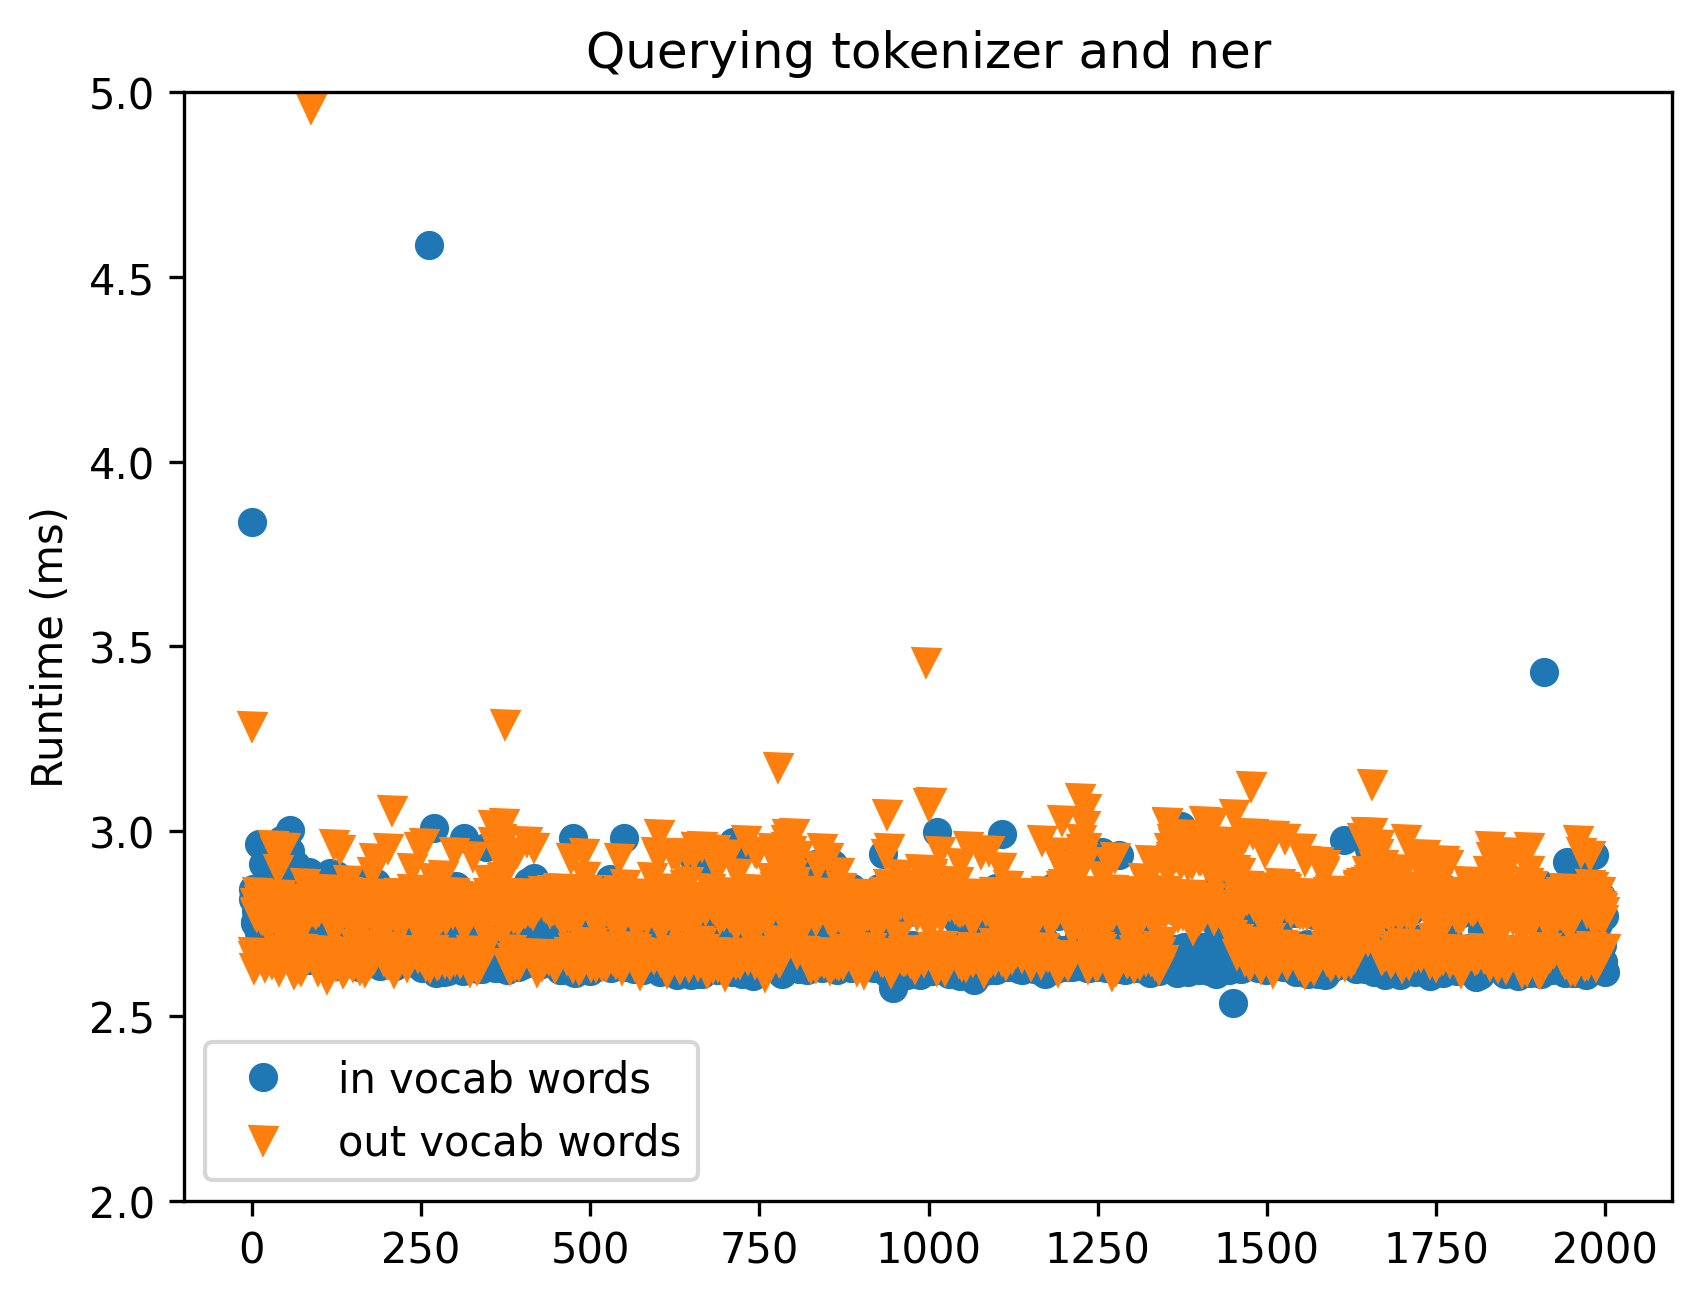 Querying tokenizer and ner
5.0
4.5
4.0
3.5
3.0
2.5
2.0
Runtime (ms)
in vocab words
out vocab words
0 250 500 750 1000 1250 1500 1750 2000